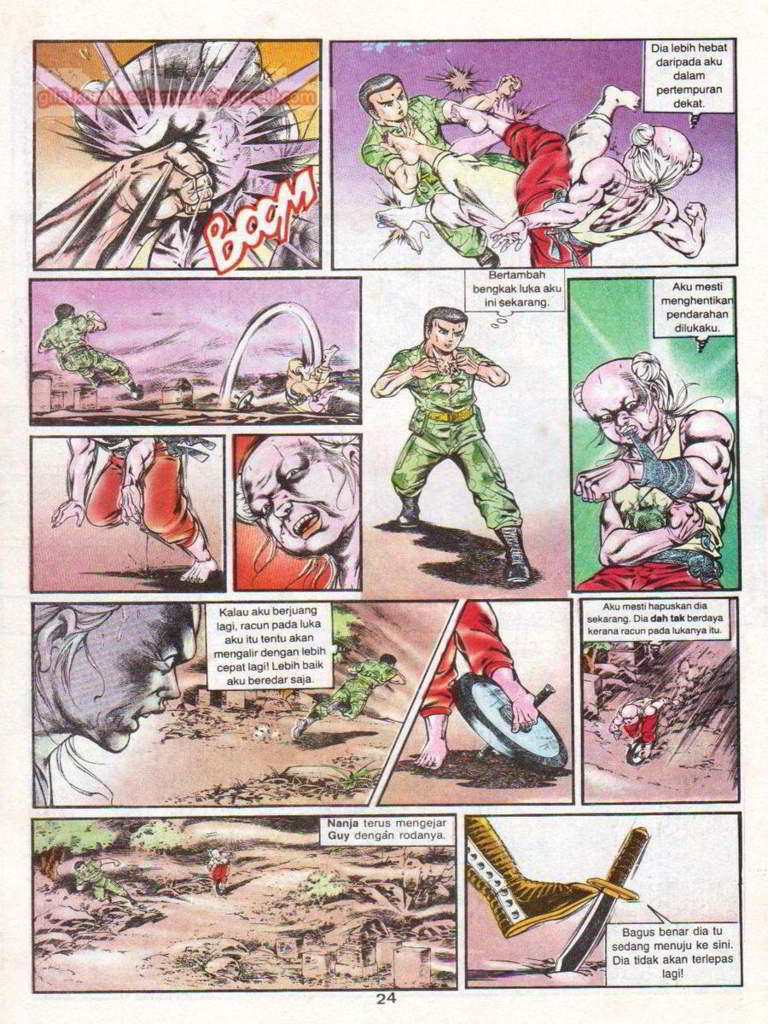 BOOM
Dia lebih hebat
daripada aku
dalam
pertempuran
dekat.
Bertambah
bengkak luka aku
ini sekarang.
Aku mesti
menghentikan
pendarahan
dilukaku.
Kalau aku berjuang
lagi, racun pada luka
aku itu tentu akan
mengalir dengan lebih
cepat lagi! Lebih baik
aku beredar saja.
Aku mesti hapuskan dia
sekarang. Dia dah tak berdaya
kerana racun pada lukanya itu.
Nanja terus mengejar
Guy dengan rodanya.
Bagus benar dia tu
sedang menuju ke sini.
Dia tidak akan terlepas
lagi!
24